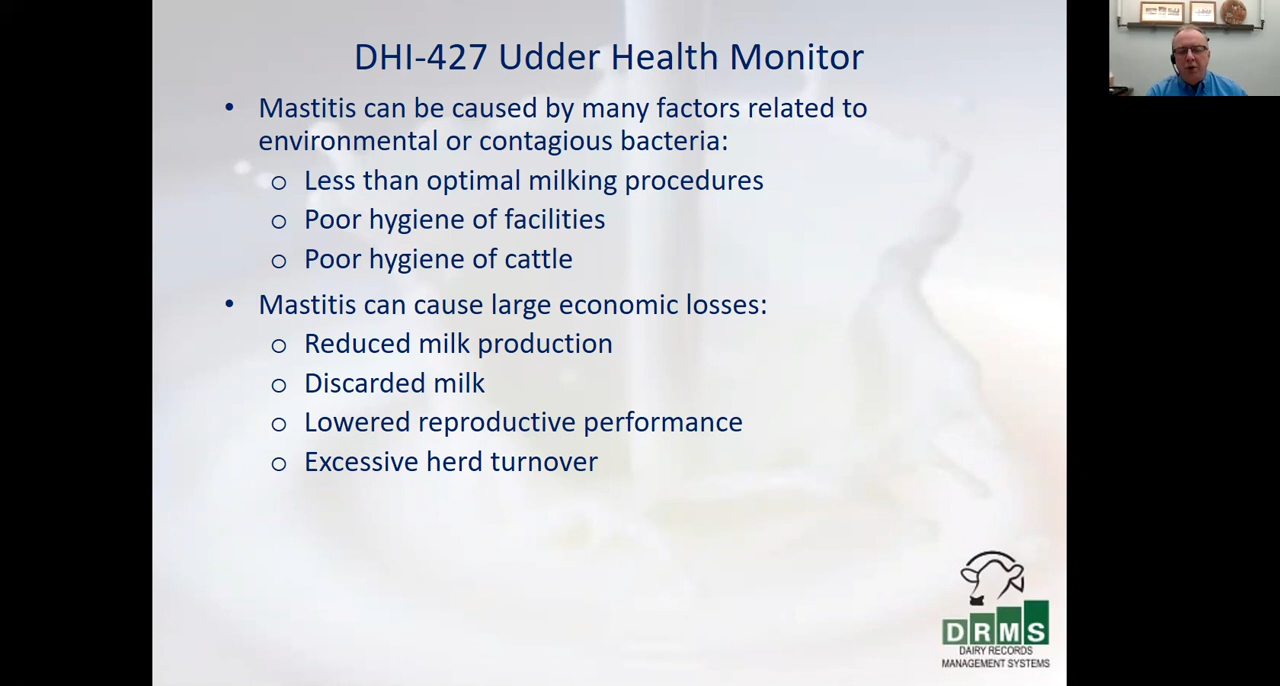 DHI-427 Udder Health Monitor
• Mastitis can be caused by many factors related to
environmental or contagious bacteria:
o Less than optimal milking procedures
o Poor hygiene of facilities
o Poor hygiene of cattle
• Mastitis can cause large economic losses:
o Reduced milk production
o Discarded milk
o Lowered reproductive performance
o Excessive herd turnover
DRMS
DAIRY RECORDS
MANAGEMENT SYSTEMS